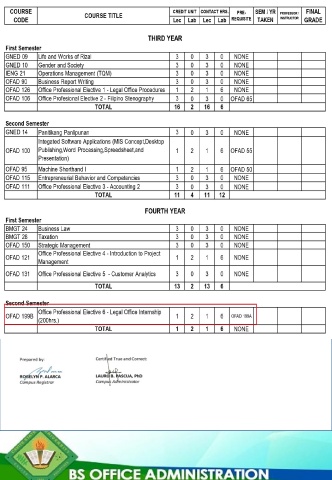 COURSE CODE COURSE TITLE CREDIT UNIT CONTACT HRS. PRE-REQUISITE SEM / YR TAKEN PROFESSOR / INSTRUCTOR FINAL GRADE
Lec Lab Lec Lab
THIRD YEAR
First Semester
GNED 09 Life and Works of Rizal 3 0 3 0 NONE
GNED 10 Gender and Society 3 0 3 0 NONE
IENG 21 Operations Management (TQM) 3 0 3 0 NONE
OFAD 90 Business Report Writing 3 0 3 0 NONE
OFAD 126 Office Professional Elective 1 - Legal Office Procedures 1 2 1 6 NONE
OFAD 106 Office Profesional Elective 2 - Filipino Stenography 3 0 3 0 OFAD 65
TOTAL 16 2 16 6
Second Semester
GNED 14 Panitikang Panlipunan 3 0 3 0 NONE
OFAD 100 Integated Software Applications (MIS Concept,Desktop Publishing,Word Processing,Spreadsheet,and Presentation) 1 2 1 6 OFAD 55
OFAD 95 Machine Shorthand I 1 2 1 6 OFAD 50
OFAD 115 Entrepreneurial Behavior and Competencies 3 0 3 0 NONE
OFAD 111 Office Professional Elective 3 - Accounting 2 3 0 3 0 NONE
TOTAL 11 4 11 12
FOURTH YEAR
First Semester
BMGT 24 Business Law 3 0 3 0 NONE
BMGT 26 Taxation 3 0 3 0 NONE
OFAD 150 Strategic Management 3 0 3 0 NONE
OFAD 121 Office Professional Elective 4 - Introduction to Project Management 1 2 1 6 NONE
OFAD 131 Office Professional Elective 5 - Customer Analytics 3 0 3 0 NONE
TOTAL 13 2 13 6
Second Semester
OFAD 199B Office Professional Elective 6 - Legal Office Internship (200hrs.) 1 2 1 6 OFAD 199A
TOTAL 1 2 1 6 NONE
Prepared by: Certified True and Correct:
ROSELYN P. ALARCA LAURO B. PASCUA, PhD
Campus Registrar Campus Administrator
BS OFFICE ADMINISTRATION